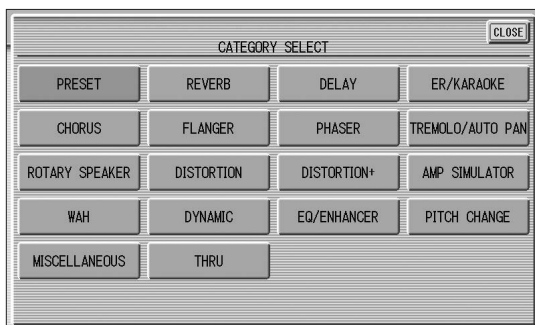 CLOSE
CATEGORY SELECT
PRESET REVERB DELAY ER/KARAOKE
CHORUS FLANGER PHASER TREMOLO/AUTO PAN
ROTARY SPEAKER DISTORTION DISTORTION+ AMP SIMULATOR
WAH DYNAMIC EQ/ENHANCER PITCH CHANGE
MISCELLANEOUS THRU